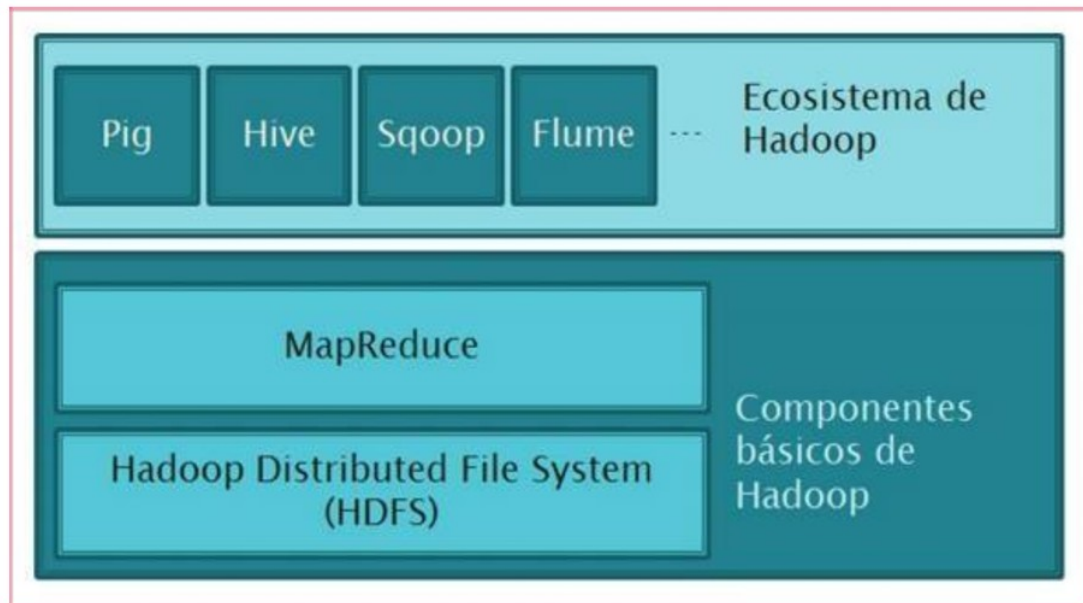 Pig
Hive
Sqoop
Flume
---
Ecosistema de
Hadoop
MapReduce
Hadoop Distributed File System
(HDFS)
Componentes
básicos de
Hadoop